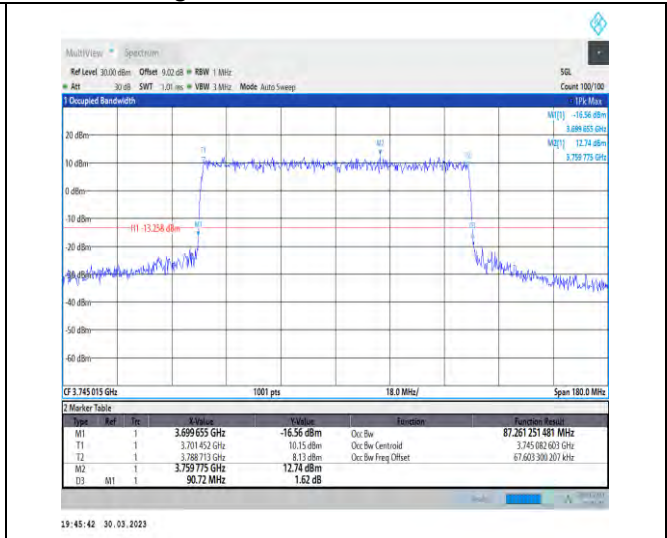 MultiView Spectrum
Ref Level 30.00 dBm Offset 9.02 dB RBW 1 MHz SGL
Att 30 dB SWT 1.01 ms VBW 3 MHz Mode Auto Sweep Count 100/100
1 Occupied Bandwidth 1Pk Max
M1[1] -16.56 dBm
3.699 655 GHz
M2[1] 12.74 dBm
3.759 775 GHz
20 dBm
M2
10 dBm
0 dBm
-10 dBm
M1
H1 -13.258 dBm
-20 dBm
-30 dBm
-40 dBm
-50 dBm
-60 dBm
CF 3.745 015 GHz 1001 pts 18.0 MHz/ Span 180.0 MHz
2 Marker Table
Type Ref Trc X-Value Y-Value Function Function Result
M1 1 3.699 655 GHz -16.56 dBm Occ Bw 87.261 251 481 MHz
T1 1 3.701 452 GHz 10.15 dBm Occ Bw Centroid 3.745 082 603 GHz
T2 1 3.788 713 GHz 8.13 dBm Occ Bw Freq Offset 67.603 300 207 kHz
M2 1 3.759 775 GHz 12.74 dBm
D3 M1 1 90.72 MHz 1.62 dB
19:45:42 30.03.2023